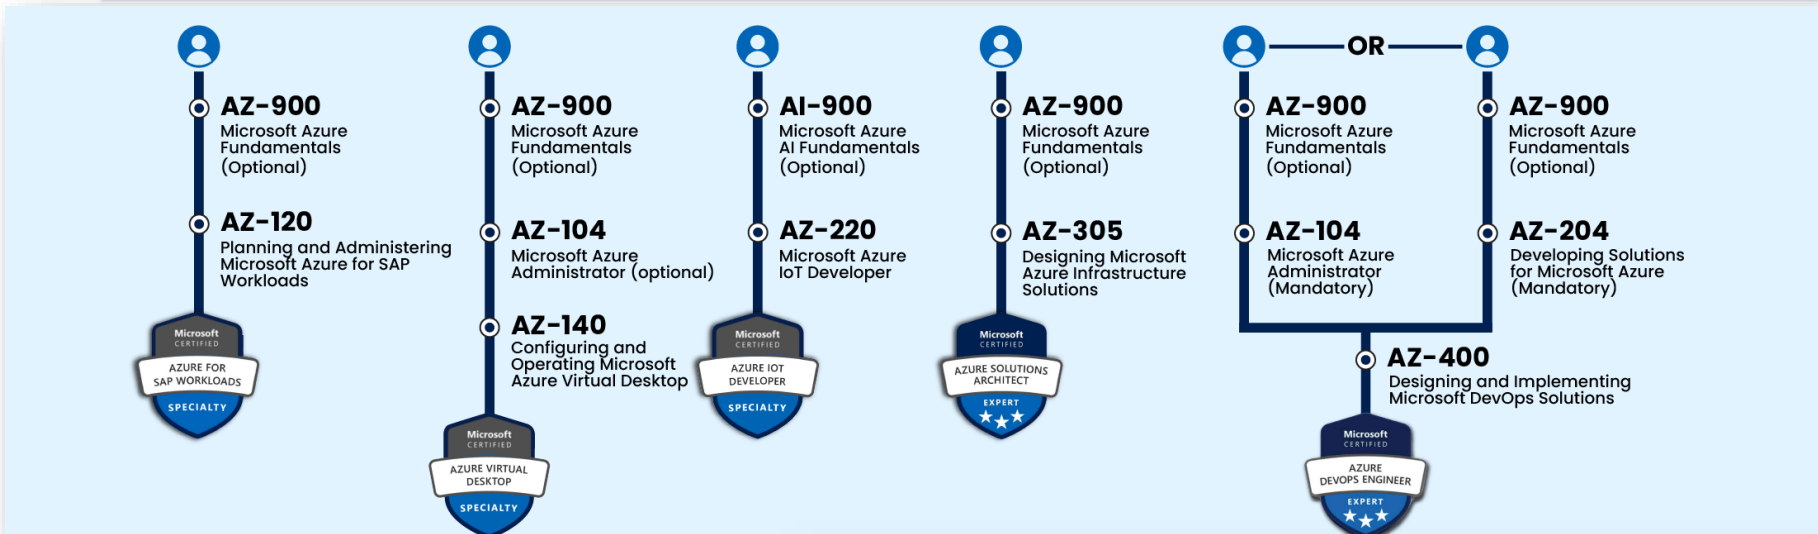 AZ-900
Microsoft Azure
Fundamentals
(Optional)
AZ-120
Planning and Administering
Microsoft Azure for SAP
Workloads
Microsoft
CERTIFIED
AZURE FOR
SAP WORKLOADS
SPECIALTY
AZ-900
Microsoft Azure
Fundamentals
(Optional)
AZ-104
Microsoft Azure
Administrator (optional)
AZ-140
Configuring and
Operating Microsoft
Azure Virtual Desktop
Microsoft
CERTIFIED
AZURE VIRTUAL
DESKTOP
SPECIALTY
AI-900
Microsoft Azure
AI Fundamentals
(Optional)
AZ-220
Microsoft Azure
IoT Developer
Microsoft
CERTIFIED
AZURE IOT
DEVELOPER
SPECIALTY
AZ-900
Microsoft Azure
Fundamentals
(Optional)
AZ-305
Designing Microsoft
Azure Infrastructure
Solutions
Microsoft
CERTIFIED
AZURE SOLUTIONS
ARCHITECT
EXPERT
OR
AZ-900
Microsoft Azure
Fundamentals
(Optional)
AZ-104
Microsoft Azure
Administrator
(Mandatory)
AZ-900
Microsoft Azure
Fundamentals
(Optional)
AZ-204
Developing Solutions
for Microsoft Azure
(Mandatory)
AZ-400
Designing and Implementing
Microsoft DevOps Solutions
Microsoft
CERTIFIED
AZURE
DEVOPS ENGINEER
EXPERT